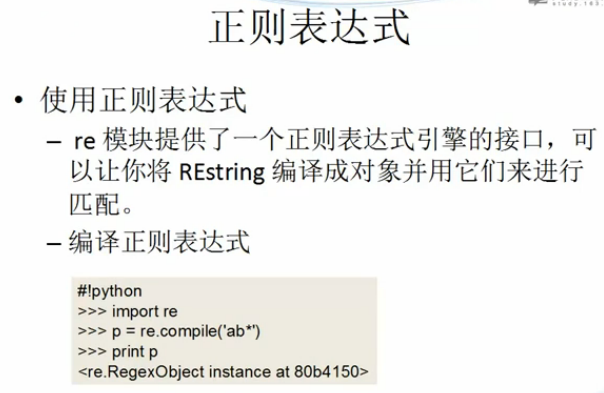 正则表达式
• 使用正则表达式
– re 模块提供了一个正则表达式引擎的接口，可
以让你将 REstring 编译成对象并用它们来进行
匹配。
– 编译正则表达式
#!python
>>> import re
>>> p = re.compile('ab*')
>>> print p
<re.RegexObject instance at 80b4150>